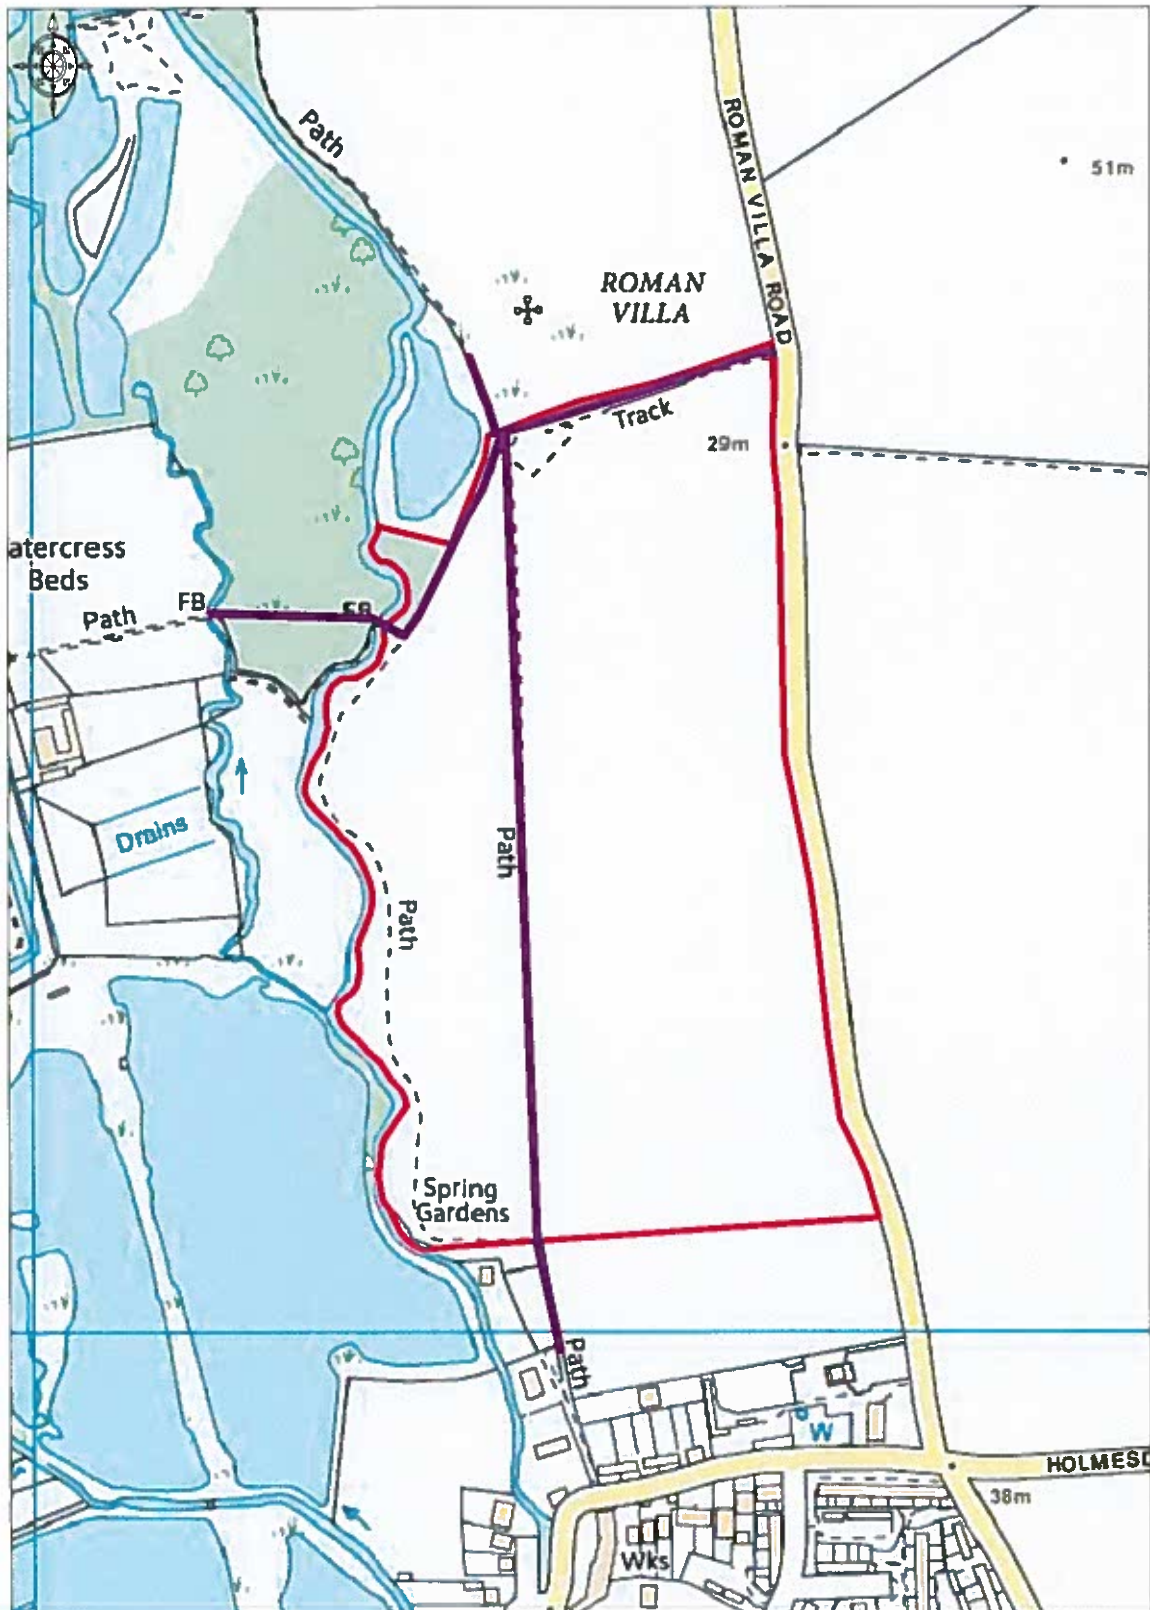 Path
ROMAN VILLA ROAD
51m
ROMAN
VILLA
Track
29m
atercress
Beds
FB
FB
Path
Drains
Path
Path
Spring
Gardens
Path
W
HOLMESD
38m
Wks